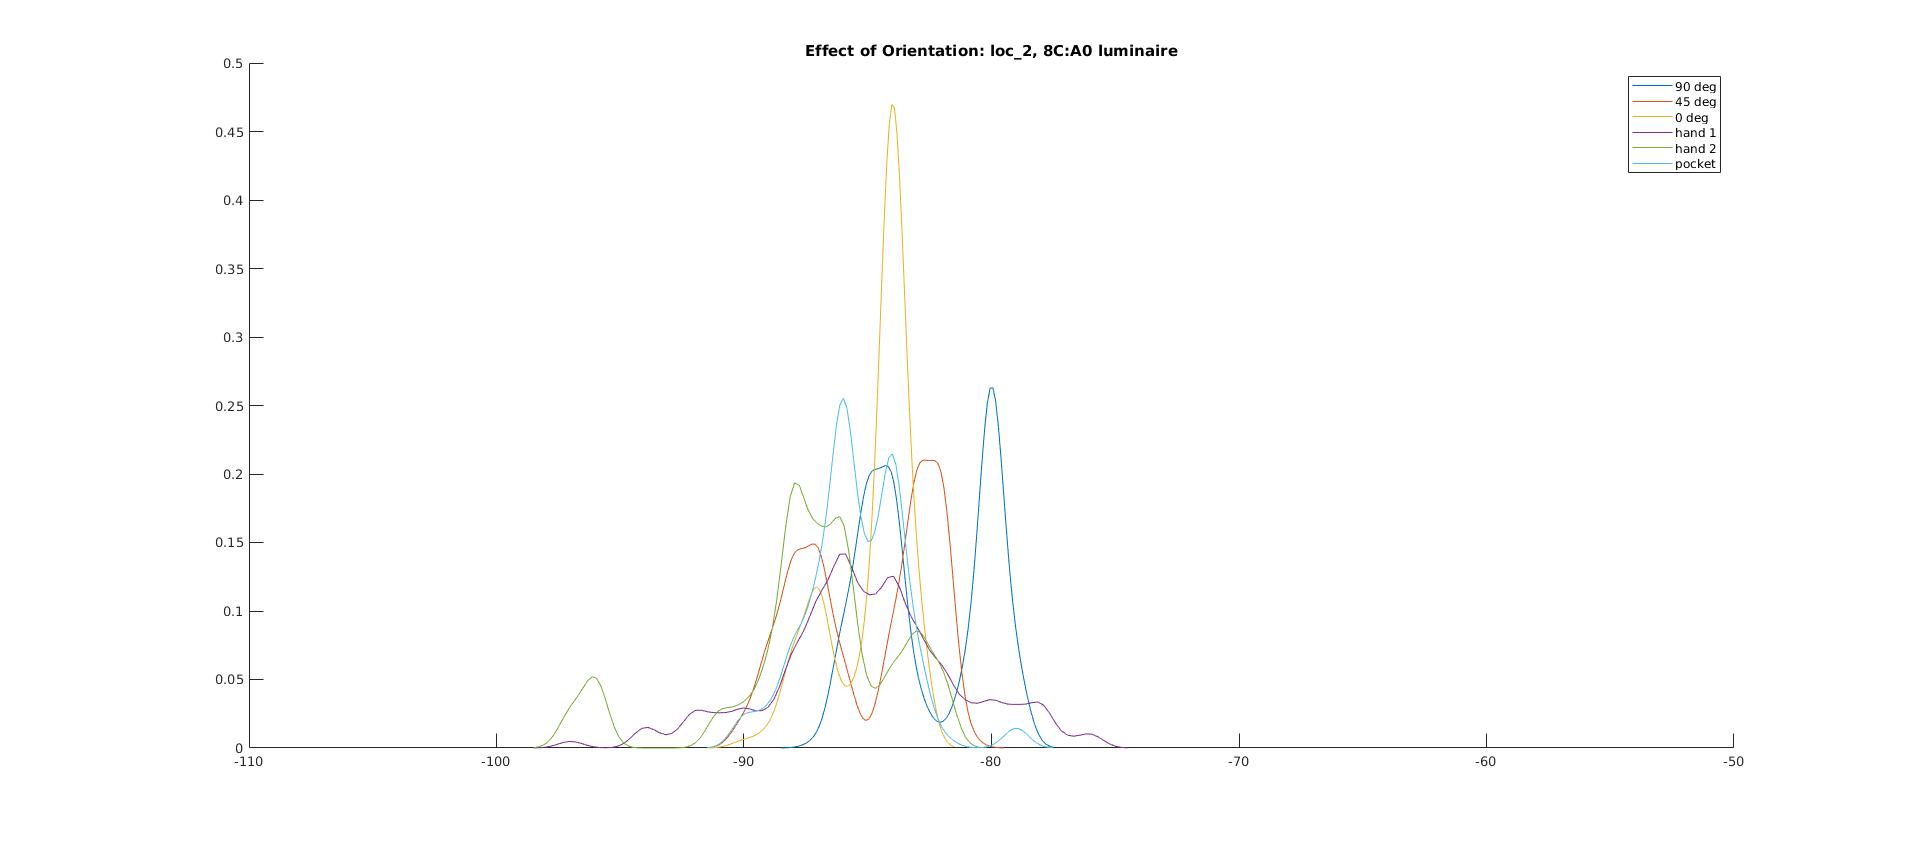 Effect of Orientation: loc_2, 8C:A0 luminaire
0.5
0.45
0.4
0.35
0.3
0.25
0.2
0.15
0.1
0.05
0
-110 -100 -90 -80 -70 -60 -50
90 deg
45 deg
0 deg
hand 1
hand 2
pocket